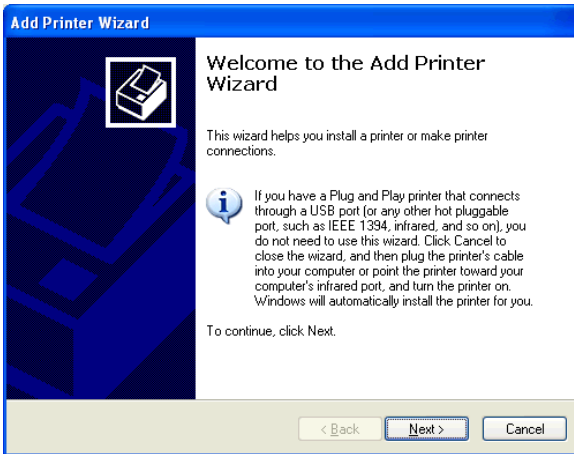 Add Printer Wizard
Welcome to the Add Printer
Wizard
This wizard helps you install a printer or make printer
connections.
If you have a Plug and Play printer that connects
through a USB port (or any other hot pluggable
port, such as IEEE 1394, infrared, and so on), you
do not need to use this wizard. Click Cancel to
close the wizard, and then plug the printer's cable
into your computer or point the printer toward your
computer's infrared port, and turn the printer on.
Windows will automatically install the printer for you.
To continue, click Next.
< Back Next > Cancel